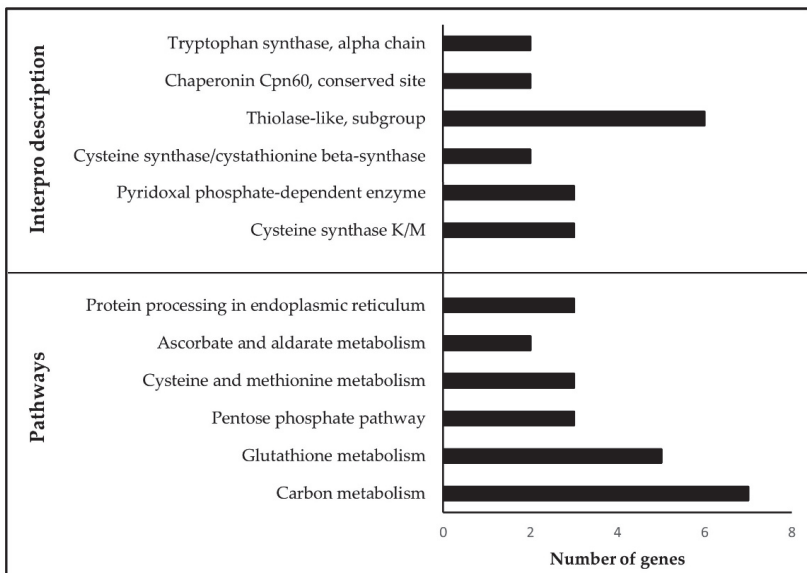 Interpro description
Tryptophan synthase, alpha chain
Chaperonin Cpn60, conserved site
Thiolase-like, subgroup
Cysteine synthase/cystathionine beta-synthase
Pyridoxal phosphate-dependent enzyme
Cysteine synthase K/M
Pathways
Protein processing in endoplasmic reticulum
Ascorbate and aldarate metabolism
Cysteine and methionine metabolism
Pentose phosphate pathway
Glutathione metabolism
Carbon metabolism
0 2 4 6 8
Number of genes